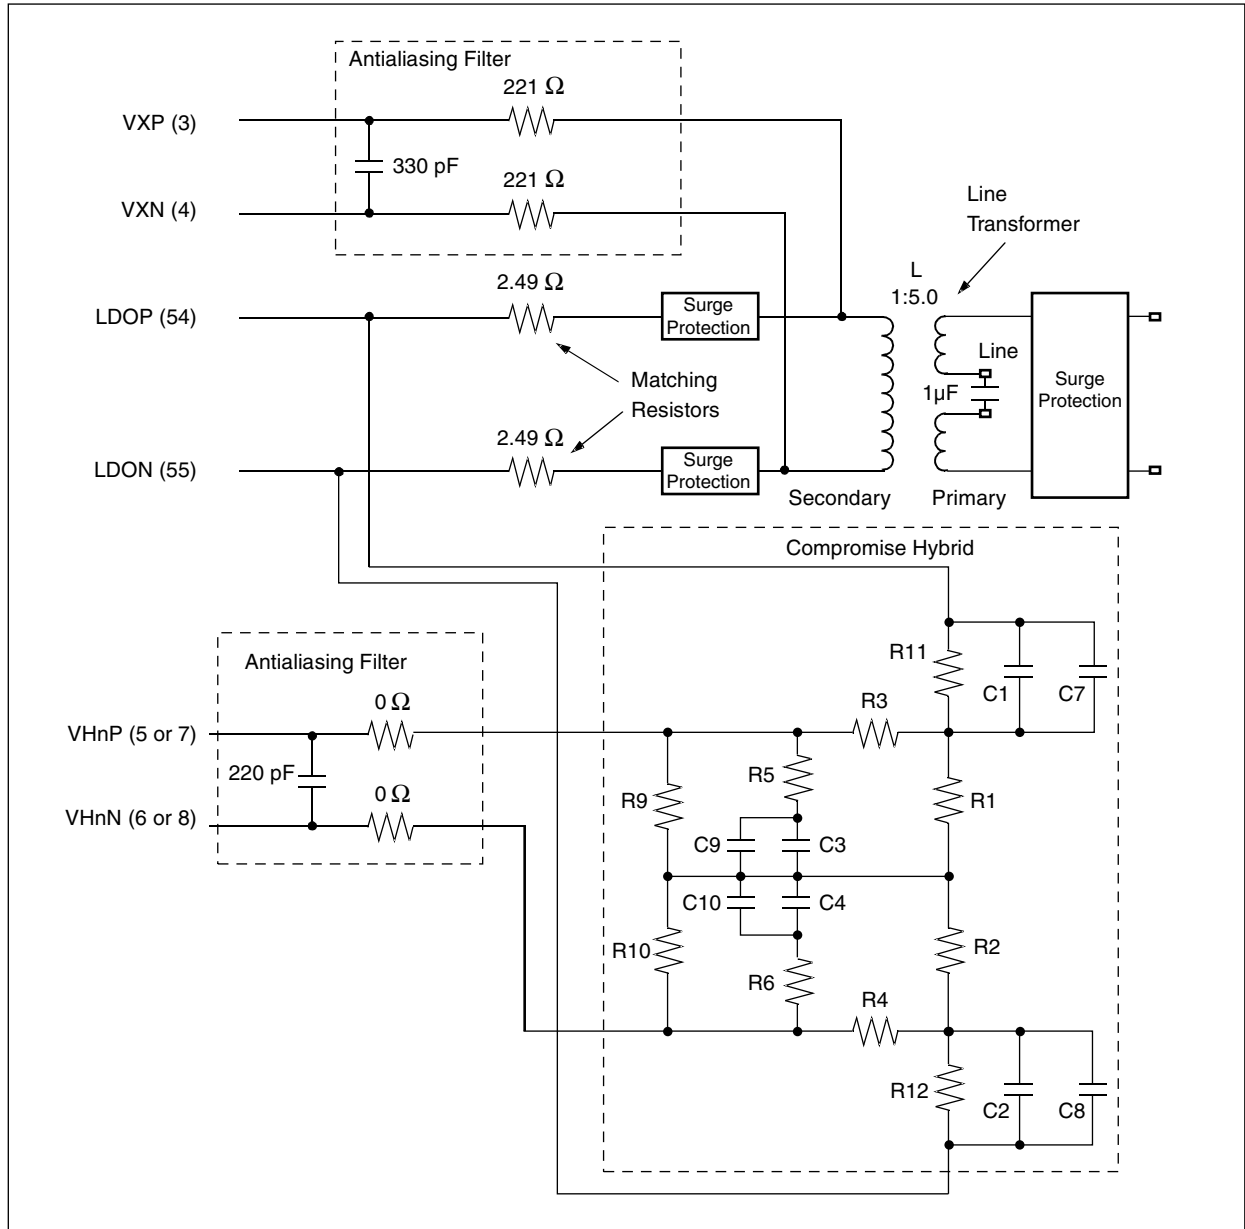 Antialiasing Filter
221 Ω
VXP (3)
330 pF
221 Ω
VXN (4)
Line
Transformer
2.49 Ω
L
1:5.0
LDOP (54)
Surge
Protection
Line
Matching
Resistors
1µF
Surge
Protection
2.49 Ω
LDON (55)
Surge
Protection
Secondary
Primary
Compromise Hybrid
Antialiasing Filter
R11
C1
C7
0 Ω
R3
VHnP (5 or 7)
220 pF
R5
0 Ω
R9
R1
VHnN (6 or 8)
C9
C3
C10
C4
R10
R2
R6
R4
R12
C2
C8